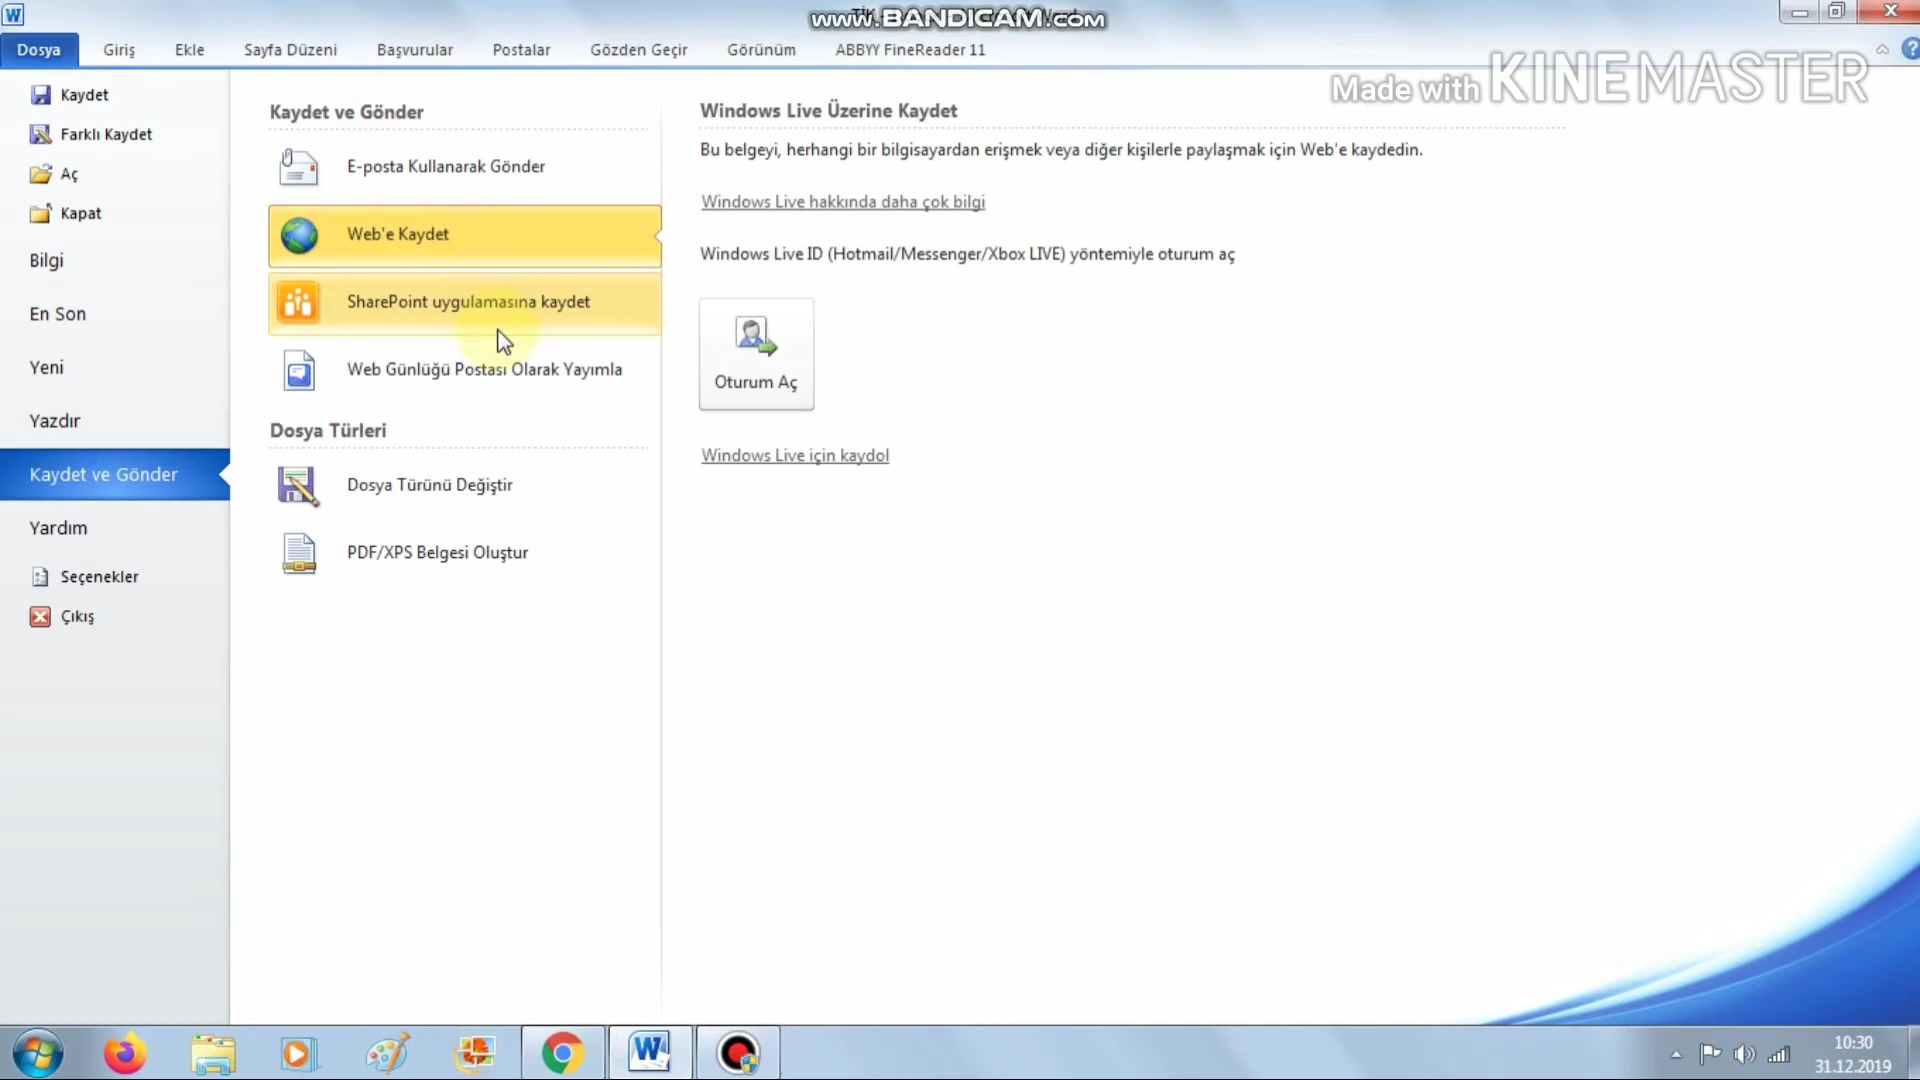 www.BANDICAM.com
Dosya Giriş Ekle Sayfa Düzeni Başvurular Postalar Gözden Geçir Görünüm ABBYY FineReader 11
Made with KINEMASTER
Kaydet
Farklı Kaydet
Aç
Kapat
Bilgi
En Son
Yeni
Yazdır
Kaydet ve Gönder
Yardım
Seçenekler
Çıkış
Kaydet ve Gönder
E-posta Kullanarak Gönder
Web'e Kaydet
SharePoint uygulamasına kaydet
Web Günlüğü Postası Olarak Yayımla
Dosya Türleri
Dosya Türünü Değiştir
PDF/XPS Belgesi Oluştur
Windows Live Üzerine Kaydet
Bu belgeyi, herhangi bir bilgisayardan erişmek veya diğer kişilerle paylaşmak için Web'e kaydedin.
Windows Live hakkında daha çok bilgi
Windows Live ID (Hotmail/Messenger/Xbox LIVE) yöntemiyle oturum aç
Oturum Aç
Windows Live için kaydol
10:30
31.12.2019